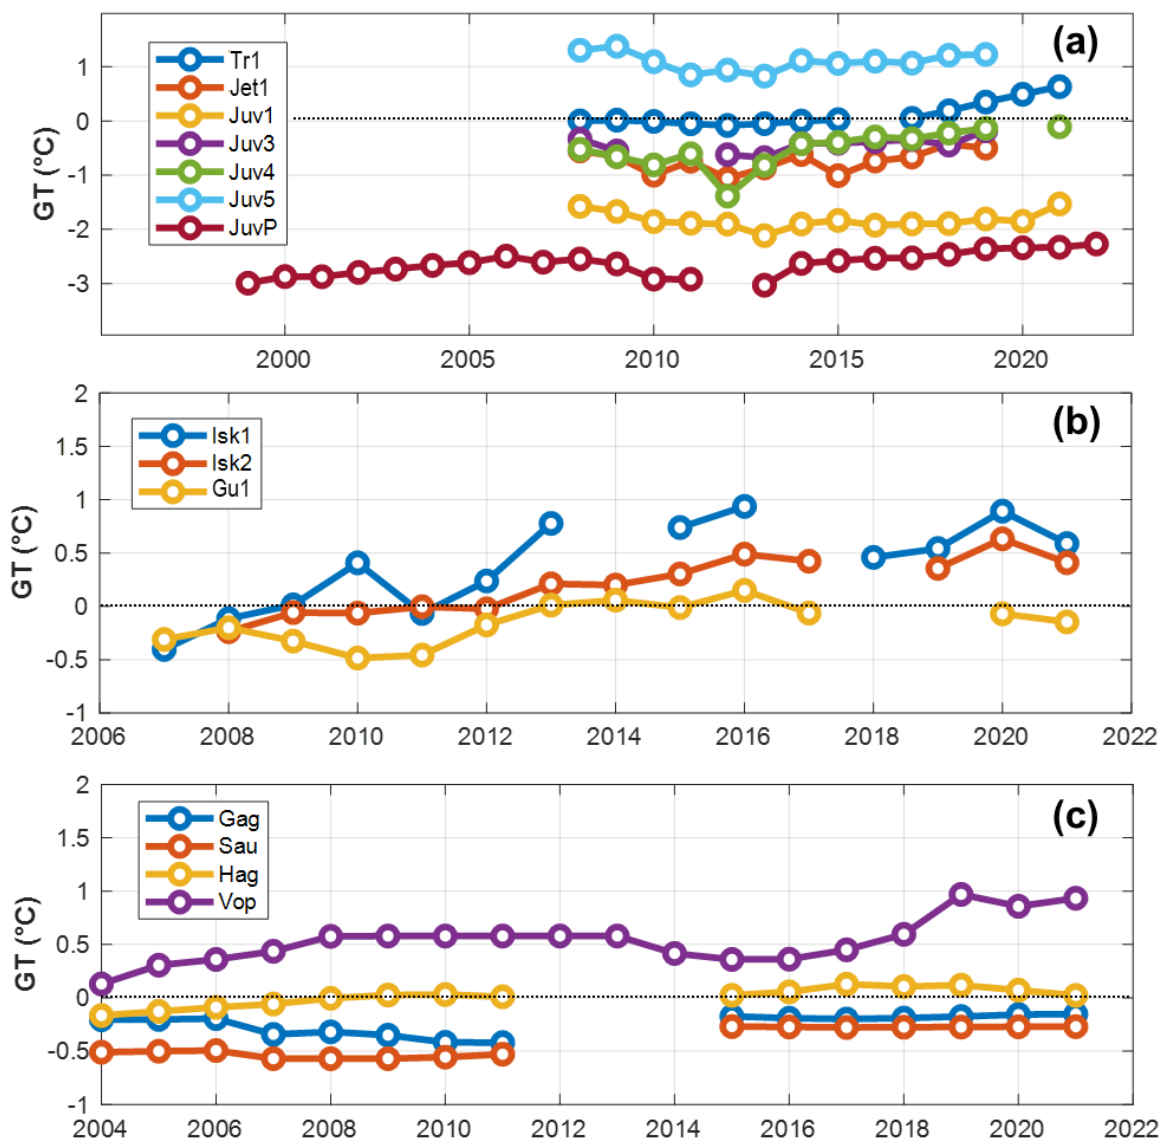 (a)
Tr1
Jet1
Juv1
Juv3
Juv4
Juv5
JuvP
GT (°C)
1
0
-1
-2
-3
2000 2005 2010 2015 2020
(b)
Isk1
Isk2
Gu1
GT (°C)
2
1.5
1
0.5
0
-0.5
-1
2006 2008 2010 2012 2014 2016 2018 2020 2022
(c)
Gag
Sau
Hag
Vop
GT (°C)
2
1.5
1
0.5
0
-0.5
-1
2004 2006 2008 2010 2012 2014 2016 2018 2020 2022